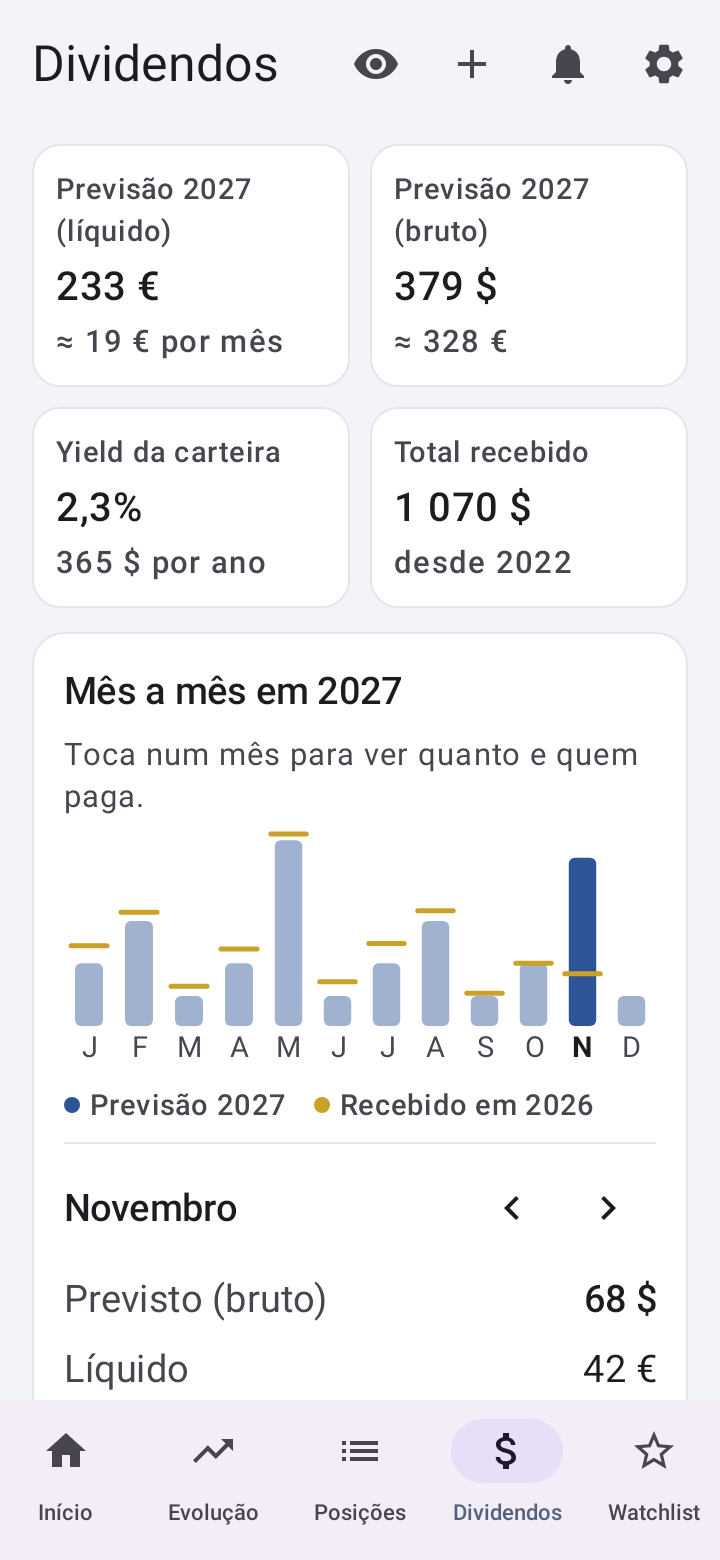 Dividendos
Previsão 2027
(líquido)
233 €
≈ 19 € por mês
Previsão 2027
(bruto)
379 $
≈ 328 €
Yield da carteira
2,3%
365 $ por ano
Total recebido
1 070 $
desde 2022
Mês a mês em 2027
Toca num mês para ver quanto e quem
paga.
J F M A M J J A S O N D
Previsão 2027 Recebido em 2026
Novembro
Previsto (bruto) 68 $
Líquido 42 €
Início Evolução Posições $ Dividendos Watchlist